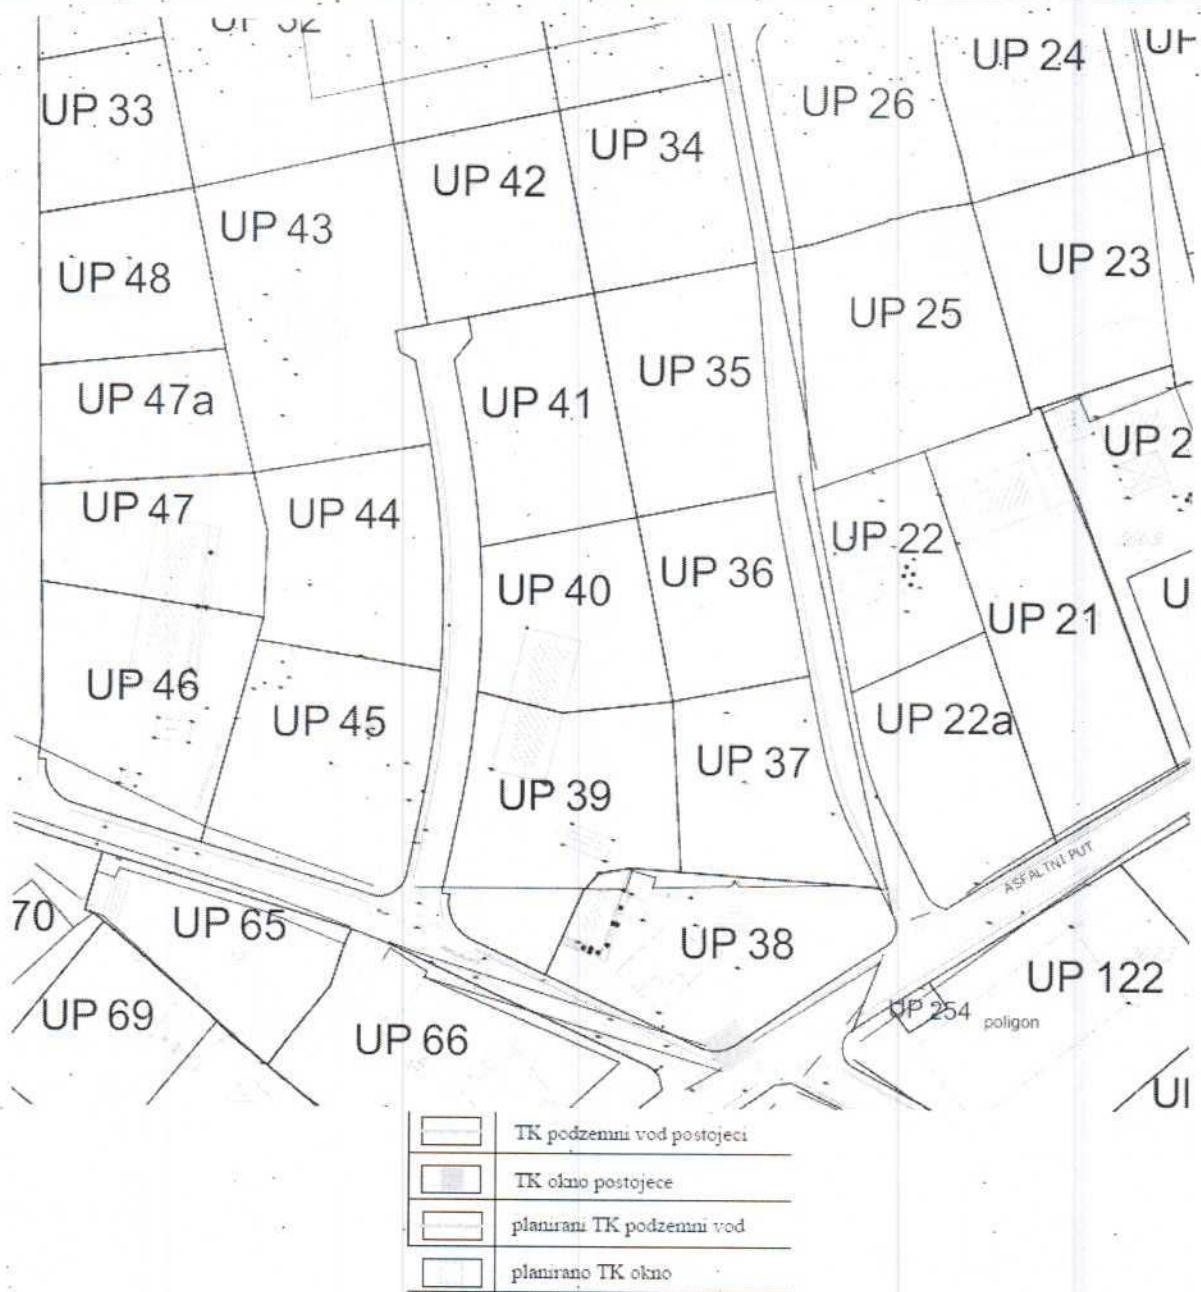 UP 24
UP 26
UP 33
UP 34
UP 42
UP 43
UP 23
UP 48
UP 25
UP 35
UP 47a
UP 41
UP 2
UP 47
UP 44
UP 22
UP 36
UP 40
U
UP 21
UP 46
UP 45
UP 22a
UP 37
UP 39
ASFALTNI PUT
70
UP 65
UP 38
UP 122
UP 69
UP 254
poligon
UP 66
TK podzemni vod postojeci
TK okno postojece
planirani TK podzemni vod
planirano TK okno